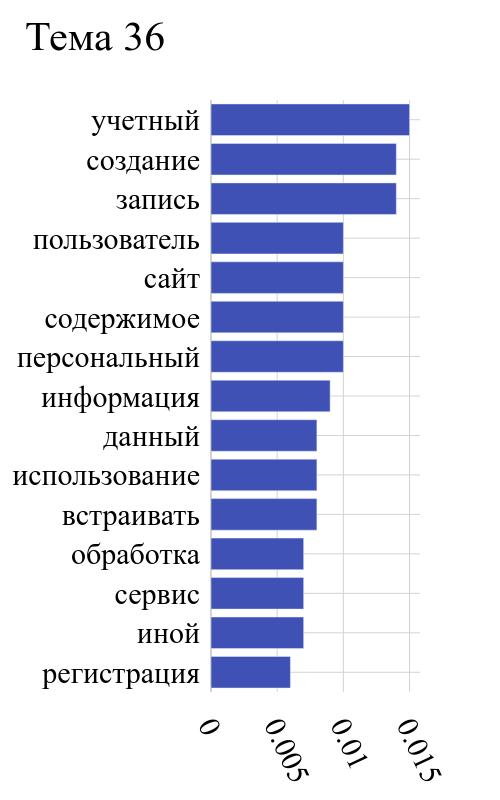 Тема 36
учетный
создание
запись
пользователь
сайт
содержимое
персональный
информация
данный
использование
встраивать
обработка
сервис
иной
регистрация
0
0.005
0.01
0.015